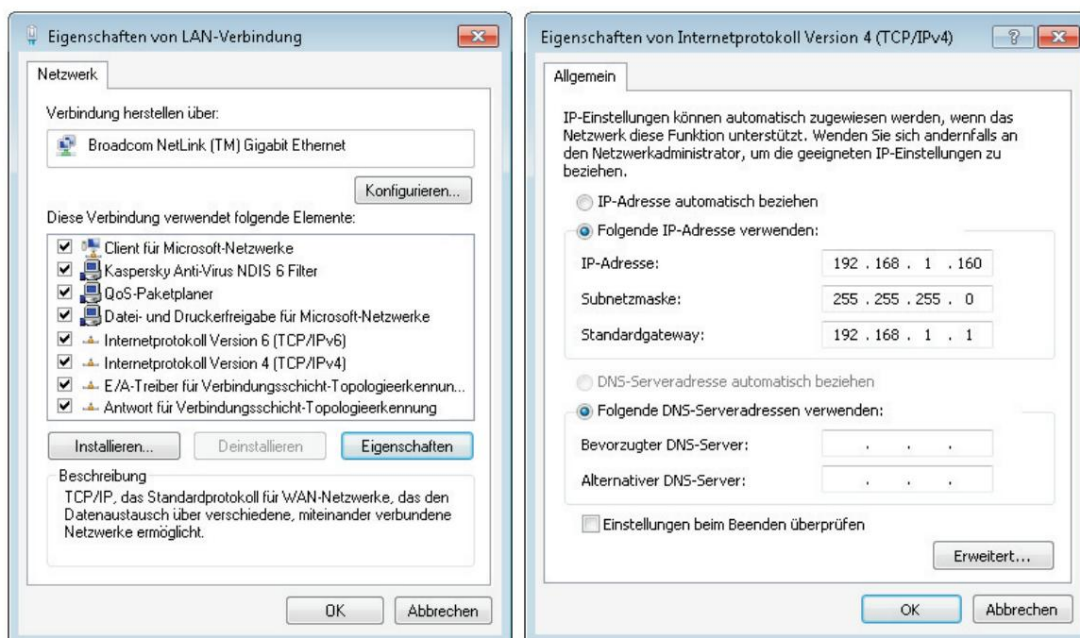 Eigenschaften von LAN-Verbindung
Netzwerk
Verbindung herstellen über:
Broadcom NetLink (TM) Gigabit Ethernet
Konfigurieren...
Diese Verbindung verwendet folgende Elemente:
Client für Microsoft-Netzwerke
Kaspersky Anti-Virus NDIS 6 Filter
QoS-Paketplaner
Datei- und Druckerfreigabe für Microsoft-Netzwerke
Internetprotokoll Version 6 (TCP/IPv6)
Internetprotokoll Version 4 (TCP/IPv4)
E/A-Treiber für Verbindungsschicht-Topologieerkennun...
Antwort für Verbindungsschicht-Topologieerkennung
Installieren... Deinstallieren Eigenschaften
Beschreibung
TCP/IP, das Standardprotokoll für WAN-Netzwerke, das den
Datenaustausch über verschiedene, miteinander verbundene
Netzwerke ermöglicht.
OK Abbrechen
Eigenschaften von Internetprotokoll Version 4 (TCP/IPv4)
Allgemein
IP-Einstellungen können automatisch zugewiesen werden, wenn das
Netzwerk diese Funktion unterstützt. Wenden Sie sich andernfalls an
den Netzwerkadministrator, um die geeigneten IP-Einstellungen zu
beziehen.
IP-Adresse automatisch beziehen
Folgende IP-Adresse verwenden:
IP-Adresse: 192 . 168 . 1 . 160
Subnetzmaske: 255 . 255 . 255 . 0
Standardgateway: 192 . 168 . 1 . 1
DNS-Serveradresse automatisch beziehen
Folgende DNS-Serveradressen verwenden:
Bevorzugter DNS-Server: . . .
Alternativer DNS-Server: . . .
Einstellungen beim Beenden überprüfen
Erweitert...
OK Abbrechen